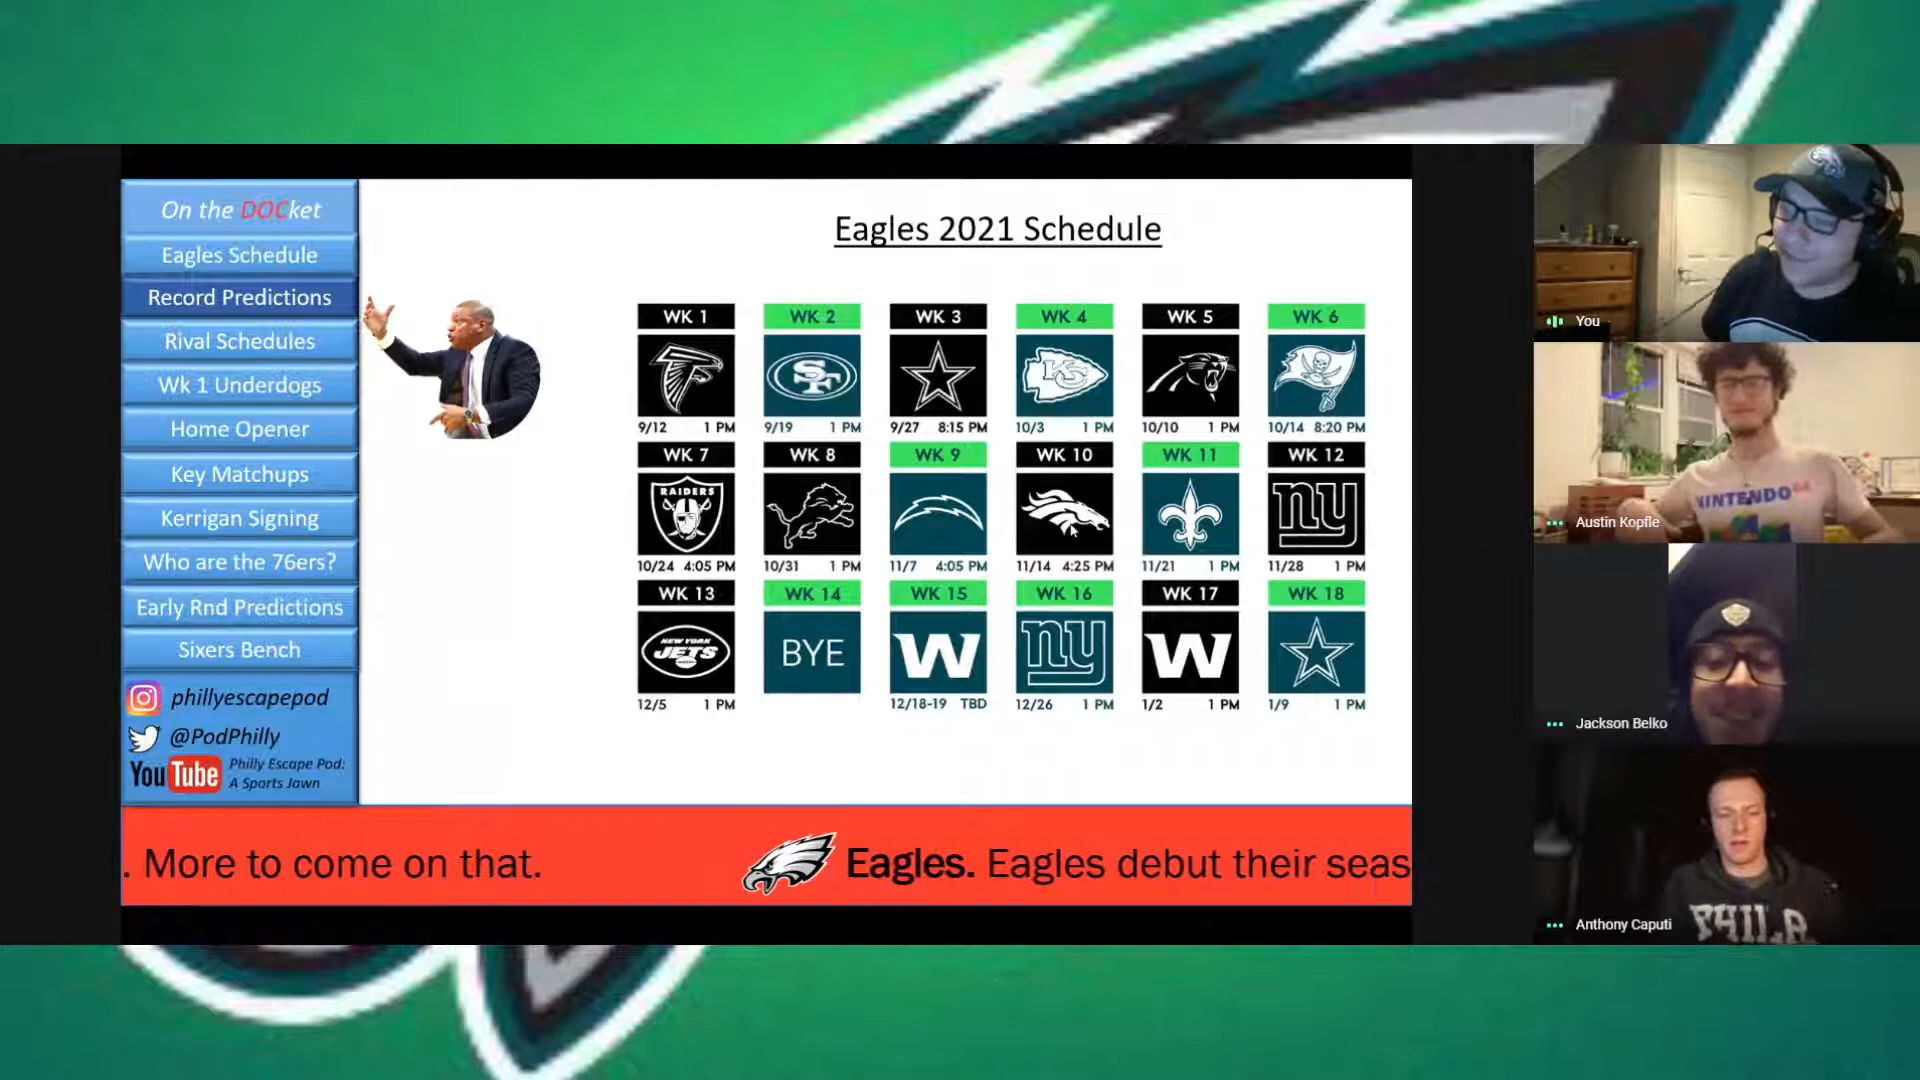 On the DOCket
Eagles Schedule
Record Predictions
Rival Schedules
Wk 1 Underdogs
Home Opener
Key Matchups
Kerrigan Signing
Who are the 76ers?
Early Rnd Predictions
Sixers Bench
phillyescapepod
@PodPhilly
YouTube
Philly Escape Pod:
A Sports Jawn
Eagles 2021 Schedule
WK 1 WK 2 WK 3 WK 4 WK 5 WK 6
SF KC
9/12 1 PM 9/19 1 PM 9/27 8:15 PM 10/3 1 PM 10/10 1 PM 10/14 8:20 PM
WK 7 WK 8 WK 9 WK 10 WK 11 WK 12
RAIDERS ny
10/24 4:05 PM 10/31 1 PM 11/7 4:05 PM 11/14 4:25 PM 11/21 1 PM 11/28 1 PM
WK 13 WK 14 WK 15 WK 16 WK 17 WK 18
NEW YORK JETS BYE W ny W
12/5 1 PM 12/18-19 TBD 12/26 1 PM 1/2 1 PM 1/9 1 PM
. More to come on that. Eagles. Eagles debut their seas
You
NINTENDO64
Austin Kopfle
Jackson Belko
PHILA
Anthony Caputi